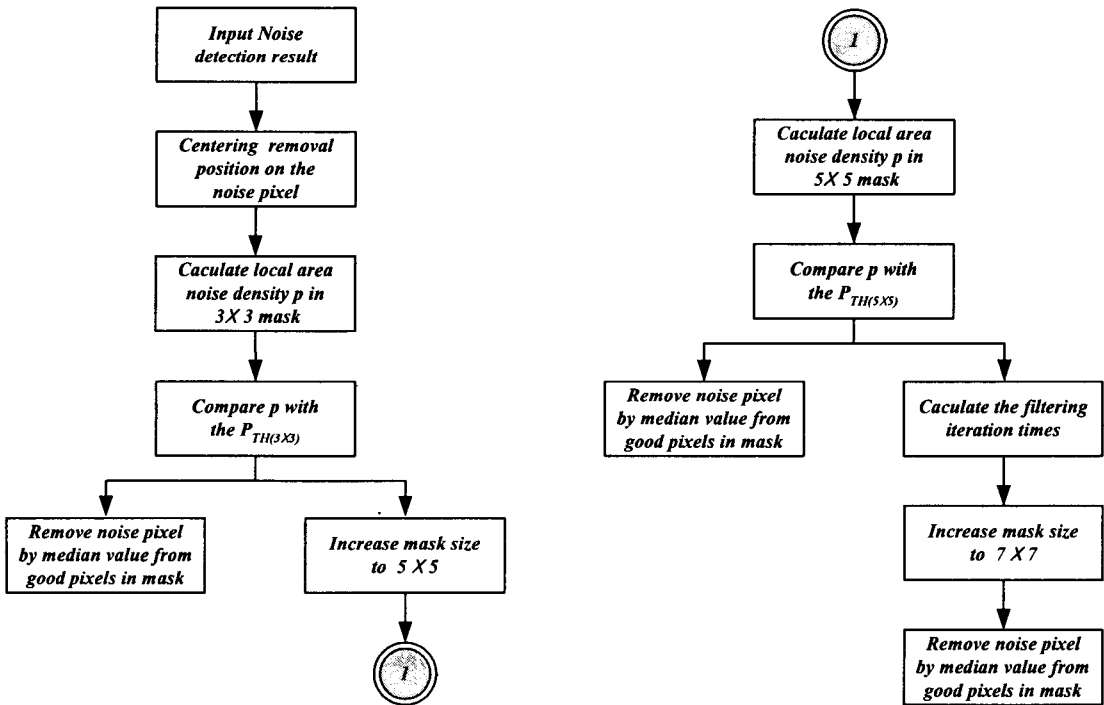 Input Noise
detection result
Centering removal
position on the
noise pixel
Caculate local area
noise density p in
3X 3 mask
Compare p with
the P_TH(3X3)
Remove noise pixel
by median value from
good pixels in mask
Increase mask size
to 5 X 5
1
1
Caculate local area
noise density p in
5X 5 mask
Compare p with
the P_TH(5X5)
Remove noise pixel
by median value from
good pixels in mask
Caculate the filtering
iteration times
Increase mask size
to 7 X 7
Remove noise pixel
by median value from
good pixels in mask